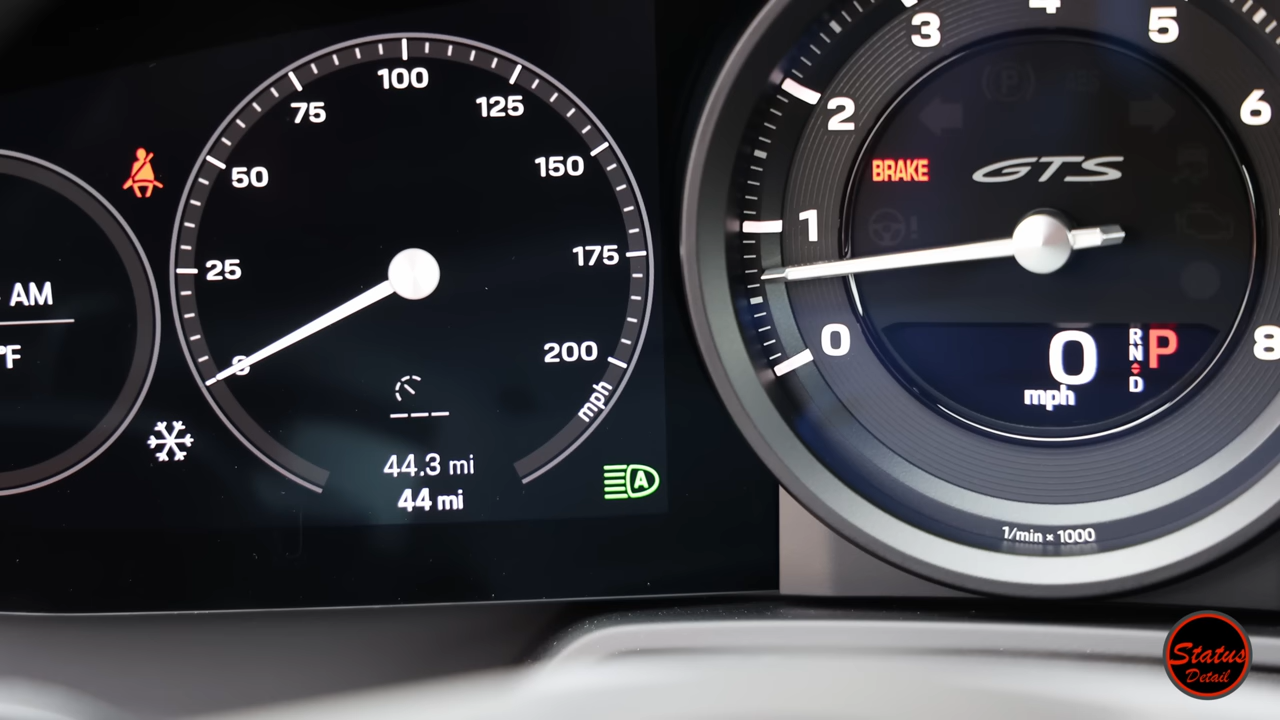 AM
°F
0
25
50
75
100
125
150
175
200
mph
44.3 mi
44 mi
A
0
1
2
3
4
5
6
8
P
BRAKE
GTS
0
mph
R
N
D
P
1/min × 1000
Status
Detail